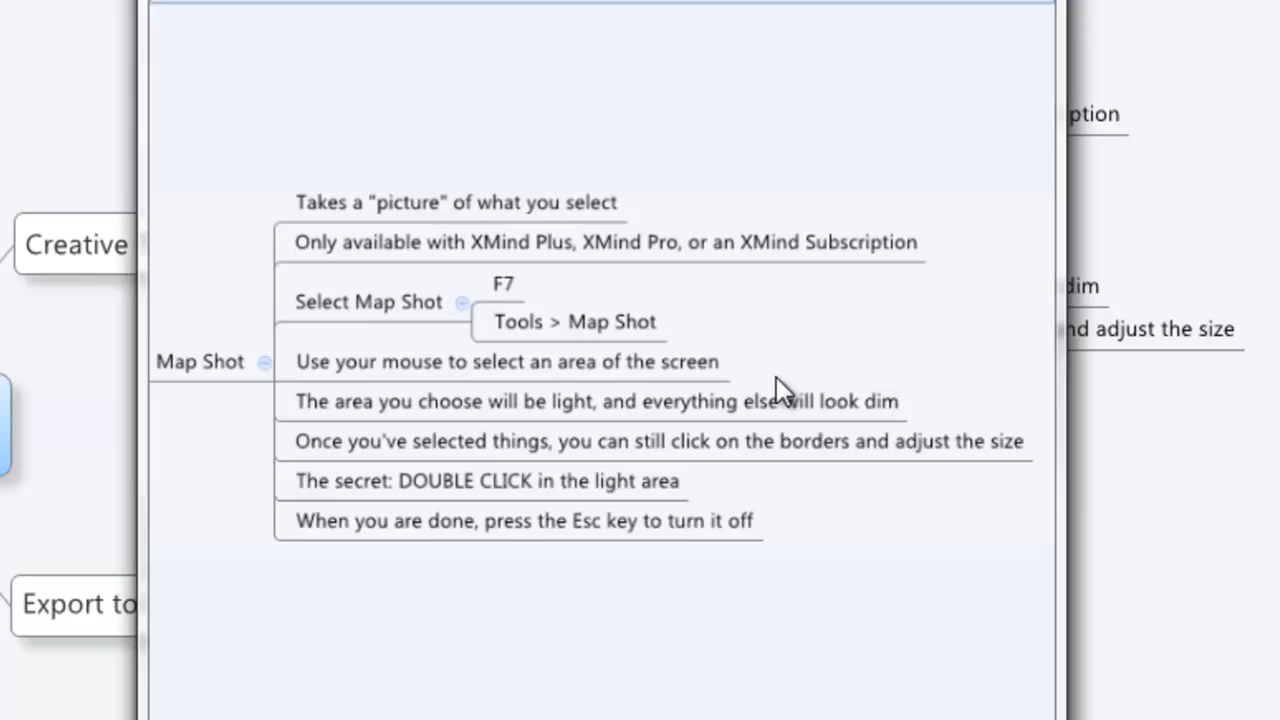 ption
Takes a "picture" of what you select
Creative
Only available with XMind Plus, XMind Pro, or an XMind Subscription
F7
dim
Select Map Shot
Tools > Map Shot
nd adjust the size
Map Shot
Use your mouse to select an area of the screen
The area you choose will be light, and everything else will look dim
Once you've selected things, you can still click on the borders and adjust the size
The secret: DOUBLE CLICK in the light area
When you are done, press the Esc key to turn it off
Export to